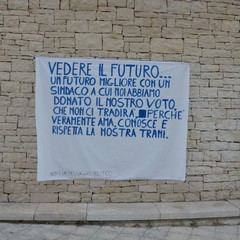 VEDERE IL FUTURO...
UN FUTURO MIGLIORE CON UN
SINDACO A CUI NOI ABBIAMO
DONATO IL NOSTRO VOTO.
CHE NON CI TRADIRÀ, PERCHÈ
VERAMENTE AMA, CONOSCE E
RISPETTA LA NOSTRA TRANI.